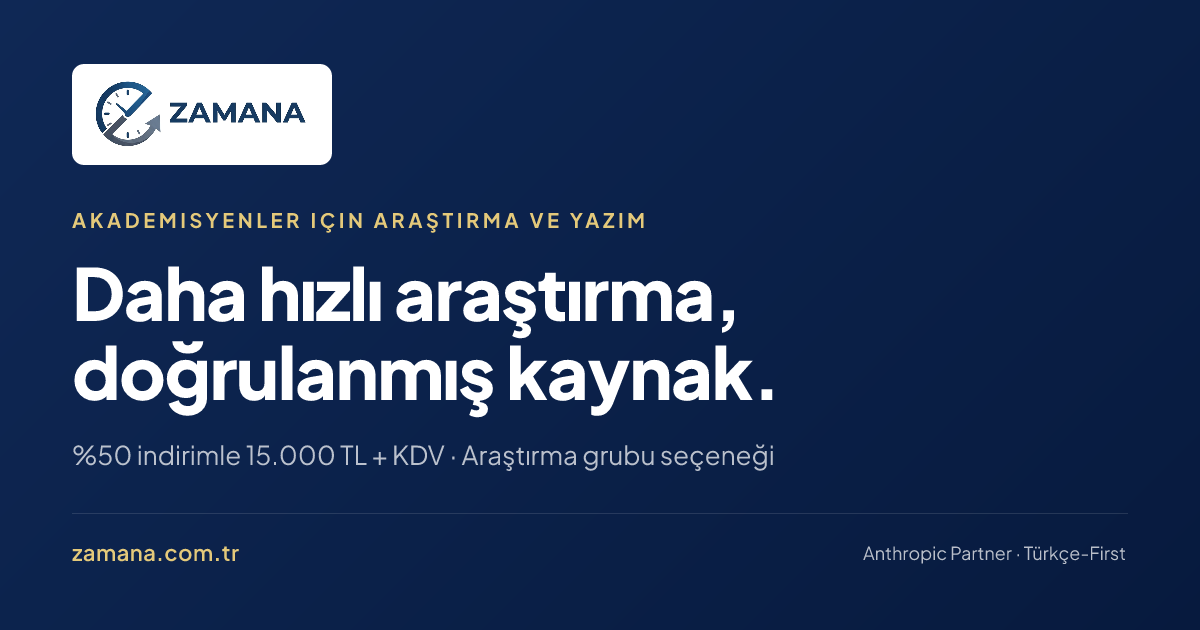 ZAMANA
AKADEMISYENLER IÇIN ARAŞTIRMA VE YAZIM
Daha hızlı araştırma,
doğrulanmış kaynak.
%50 indirimle 15.000 TL + KDV · Araştırma grubu seçeneği
zamana.com.tr
Anthropic Partner · Türkçe-First